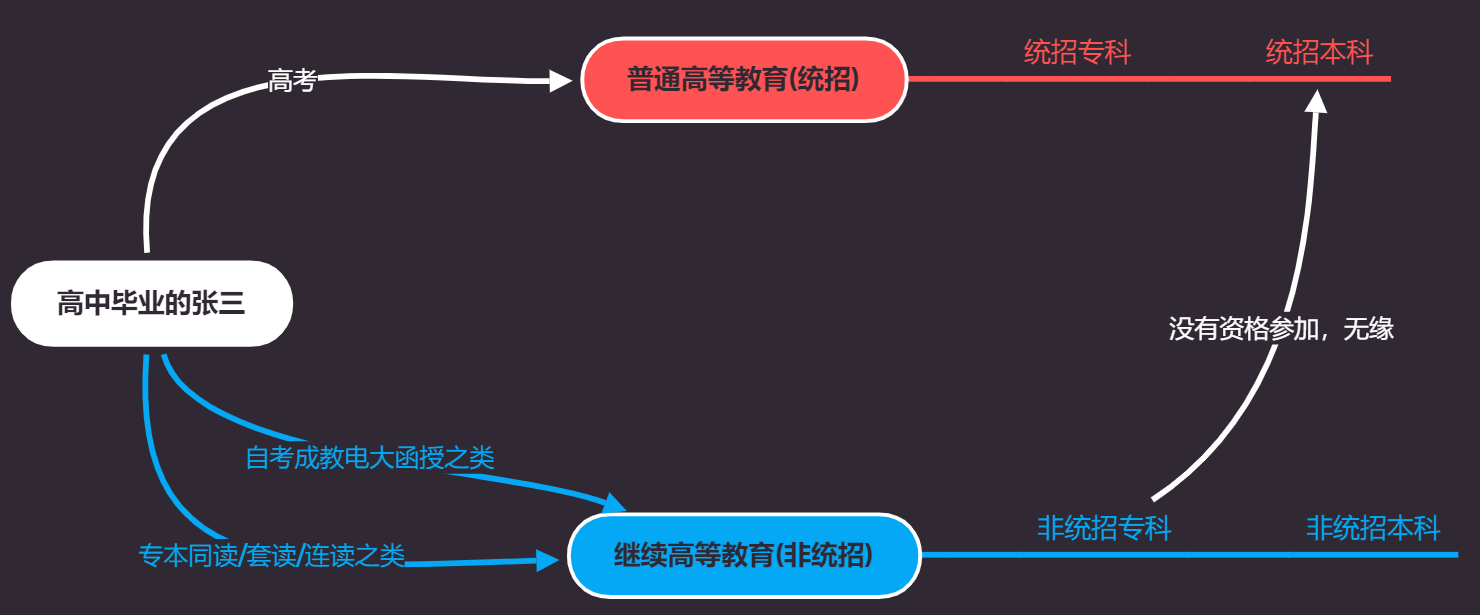 统招专科
统招本科
高考
普通高等教育(统招)
高中毕业的张三
没有资格参加，无缘
自考成教电大函授之类
非统招专科
非统招本科
专本同读/套读/连读之类
继续高等教育(非统招)